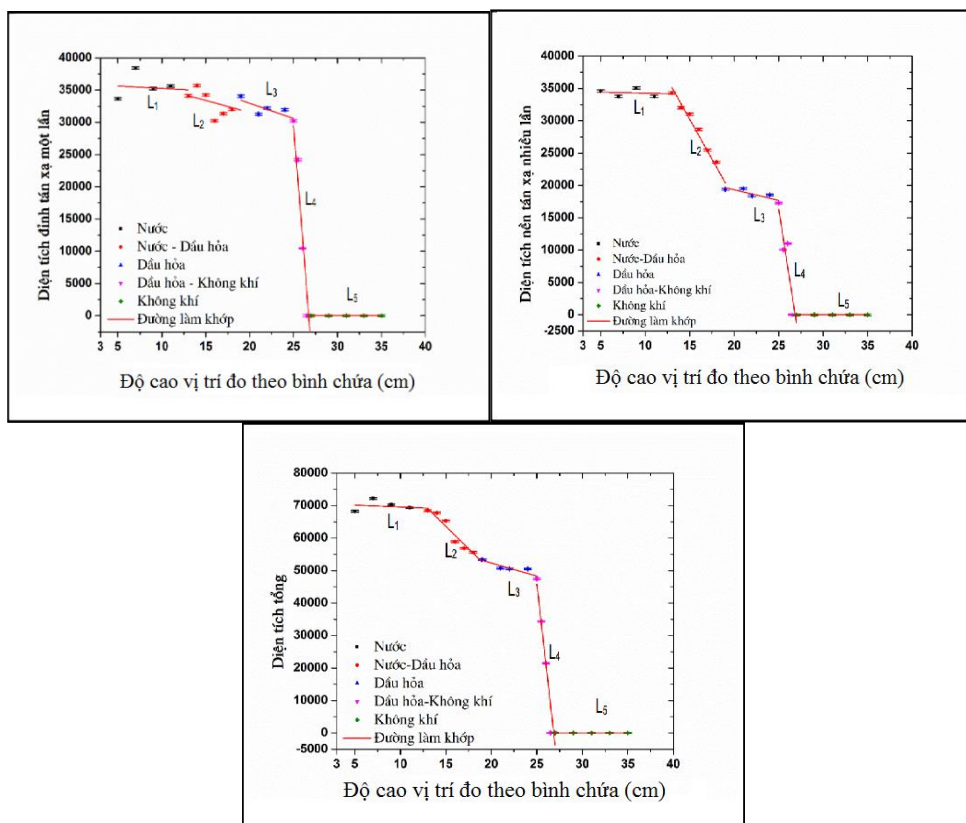 Diện tích đỉnh tán xạ một lần
40000
35000
30000
25000
20000
15000
10000
5000
0
L₁
L₂
L₃
L₄
L₅
Nước
Nước - Dầu hỏa
Dầu hỏa
Dầu hỏa - Không khí
Không khí
Đường làm khớp
3 5 10 15 20 25 30 35 40
Độ cao vị trí đo theo bình chứa (cm)
Diện tích nền tán xạ nhiều lần
40000
35000
30000
25000
20000
15000
10000
5000
0
-2500
L₁
L₂
L₃
L₄
L₅
Nước
Nước-Dầu hỏa
Dầu hỏa
Dầu hỏa-Không khí
Không khí
Đường làm khớp
3 5 10 15 20 25 30 35 40
Độ cao vị trí đo theo bình chứa (cm)
Diện tích tổng
80000
70000
60000
50000
40000
30000
20000
10000
0
-5000
L₁
L₂
L₃
L₄
L₅
Nước
Nước-Dầu hỏa
Dầu hỏa
Dầu hỏa-Không khí
Không khí
Đường làm khớp
3 5 10 15 20 25 30 35 40
Độ cao vị trí đo theo bình chứa (cm)